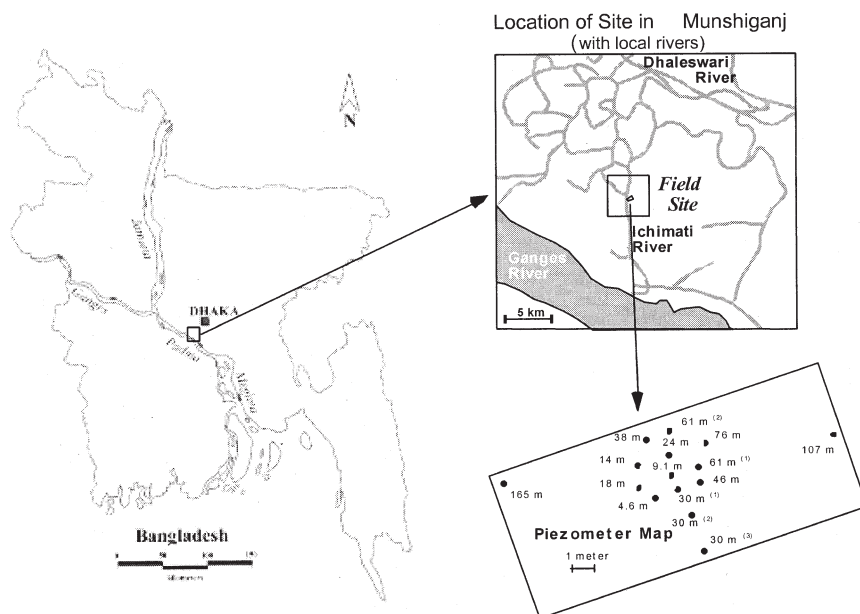 Location of Site in Munshiganj
(with local rivers)
Dhaleswari
River
N
Field
Site
Ichimati
River
Ganges
River
5 km
Jamuna
Ganges
DHAKA
Padma
Meghna
61 m (2)
38 m
24 m
76 m
107 m
14 m
9.1 m
61 m (1)
165 m
18 m
46 m
4.6 m
30 m (1)
30 m (2)
Piezometer Map
30 m (3)
1 meter
Bangladesh
kilometers